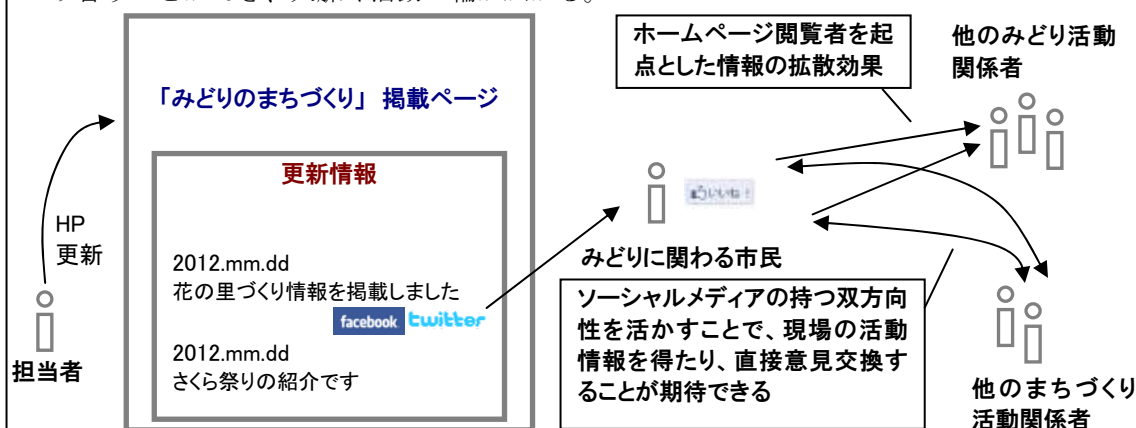 ホームページ閲覧者を起
点とした情報の拡散効果
他のみどり活動
関係者
「みどりのまちづくり」 掲載ページ
更新情報
HP
更新
2012.mm.dd
花の里づくり情報を掲載しました
facebook twitter
2012.mm.dd
さくら祭りの紹介です
担当者
いいね!
みどりに関わる市民
ソーシャルメディアの持つ双方向
性を活かすことで、現場の活動
情報を得たり、直接意見交換す
ることが期待できる
他のまちづくり
活動関係者